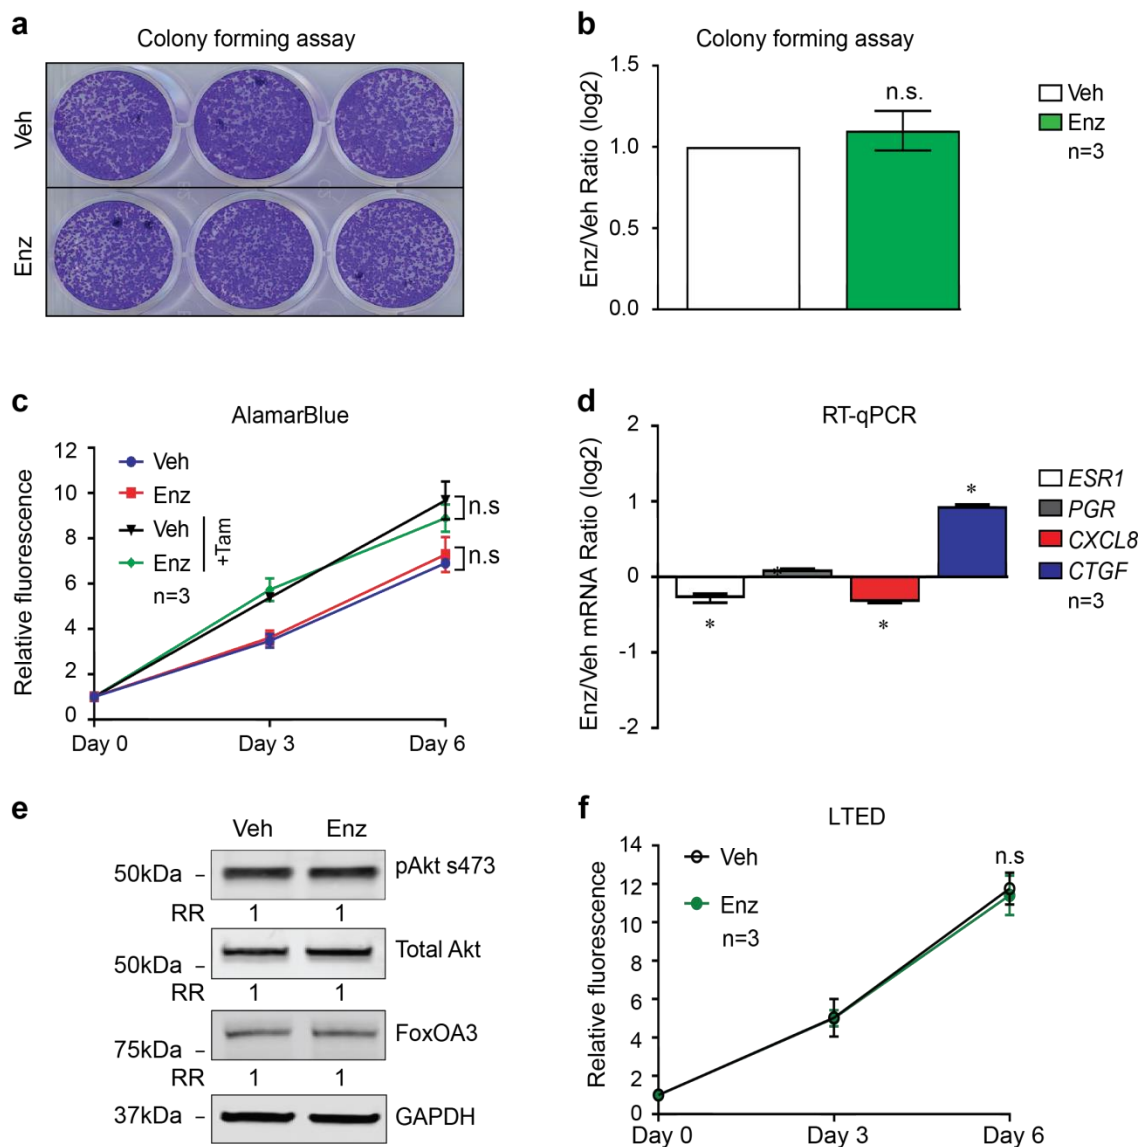 a
Colony forming assay
Veh
Enz
b
Colony forming assay
Enz/Veh Ratio (log2)
1.5
1.0
0.5
0.0
n.s.
Veh
Enz
n=3
c
AlamarBlue
Relative fluorescence
12
10
8
6
4
2
0
Veh
Enz
Veh
Enz
+Tam
n=3
n.s
n.s
Day 0 Day 3 Day 6
d
RT-qPCR
Enz/Veh mRNA Ratio (log2)
2
1
0
-1
-2
*
*
*
*
ESR1
PGR
CXCL8
CTGF
n=3
e
Veh Enz
50kDa – pAkt s473
RR 1 1
50kDa – Total Akt
RR 1 1
75kDa – FoxOA3
RR 1 1
37kDa – GAPDH
f
LTED
Relative fluorescence
14
12
10
8
6
4
2
0
Veh
Enz
n=3
n.s
Day 0 Day 3 Day 6